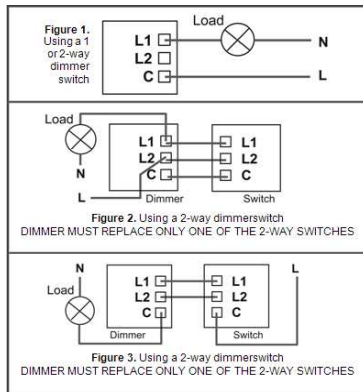 Figure 1.
Using a 1
or 2-way
dimmer
switch
Load
L1
L2
C
N
L
Load
N
L
L1
L2
C
L1
L2
C
Dimmer
Switch
Figure 2. Using a 2-way dimmerswitch
DIMMER MUST REPLACE ONLY ONE OF THE 2-WAY SWITCHES
N
Load
L1
L2
C
L1
L2
C
L
Dimmer
Switch
Figure 3. Using a 2-way dimmerswitch
DIMMER MUST REPLACE ONLY ONE OF THE 2-WAY SWITCHES